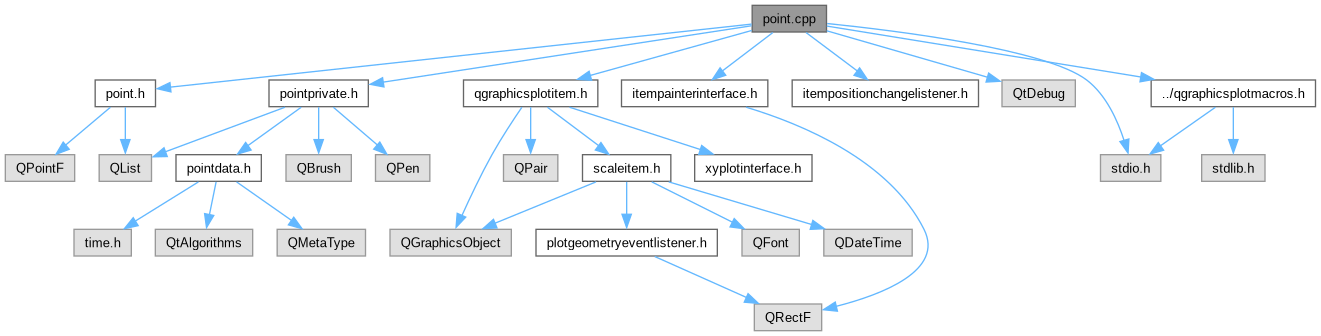 point.cpp
point.h
pointprivate.h
qgraphicsplotitem.h
itempainterinterface.h
itempositionchangelistener.h
QtDebug
../qgraphicsplotmacros.h
QPointF
QList
pointdata.h
QBrush
QPen
QPair
scaleitem.h
xyplotinterface.h
stdio.h
stdlib.h
time.h
QtAlgorithms
QMetaType
QGraphicsObject
plotgeometryeventlistener.h
QFont
QDateTime
QRectF